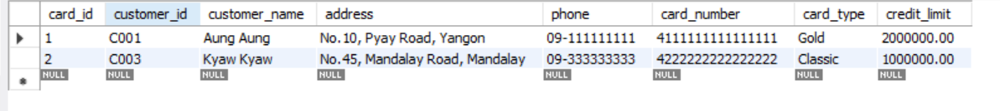 card_id customer_id customer_name address phone card_number card_type credit_limit
1 C001 Aung Aung No.10, Pyay Road, Yangon 09-111111111 4111111111111111 Gold 2000000.00
2 C003 Kyaw Kyaw No.45, Mandalay Road, Mandalay 09-333333333 4222222222222222 Classic 1000000.00
NULL NULL NULL NULL NULL NULL NULL NULL